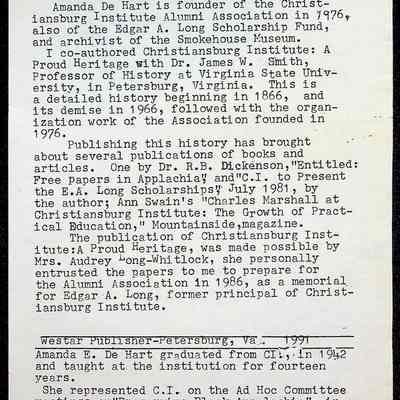 Amanda De Hart is founder of the Christ-
iansburg Institute Alumni Association in 1976,
also of the Edgar A. Long Scholarship Fund,
and archivist of the Smokehouse Museum.
I co-authored Christiansburg Institute: A
Proud Heritage with Dr. James W. Smith,
Professor of History at Virginia State Univ-
ersity, in Petersburg, Virginia. This is
a detailed history beginning in 1866, and
its demise in 1966, followed with the organ-
ization work of the Association founded in
1976.
Publishing this history has brought
about several publications of books and
articles. One by Dr. R.B. Dickenson,"Entitled:
Free papers in Applachia" and"C.I. to Present
the E.A. Long Scholarships" July 1981, by
the author; Ann Swain's "Charles Marshall at
Christiansburg Institute: The Growth of Pract-
ical Education," Mountainside,magazine.
The publication of Christiansburg Inst-
itute:A Proud Heritage, was made possible by
Mrs. Audrey Long-Whitlock, she personally
entrusted the papers to me to prepare for
the Alumni Association in 1986, as a memorial
for Edgar A. Long, former principal of Christ-
iansburg Institute.
Westar Publisher-Petersburg, Va. 1991
Amanda E. De Hart graduated from CI., in 1942
and taught at the institution for fourteen
years.
She represented C.I. on the Ad Hoc Committee